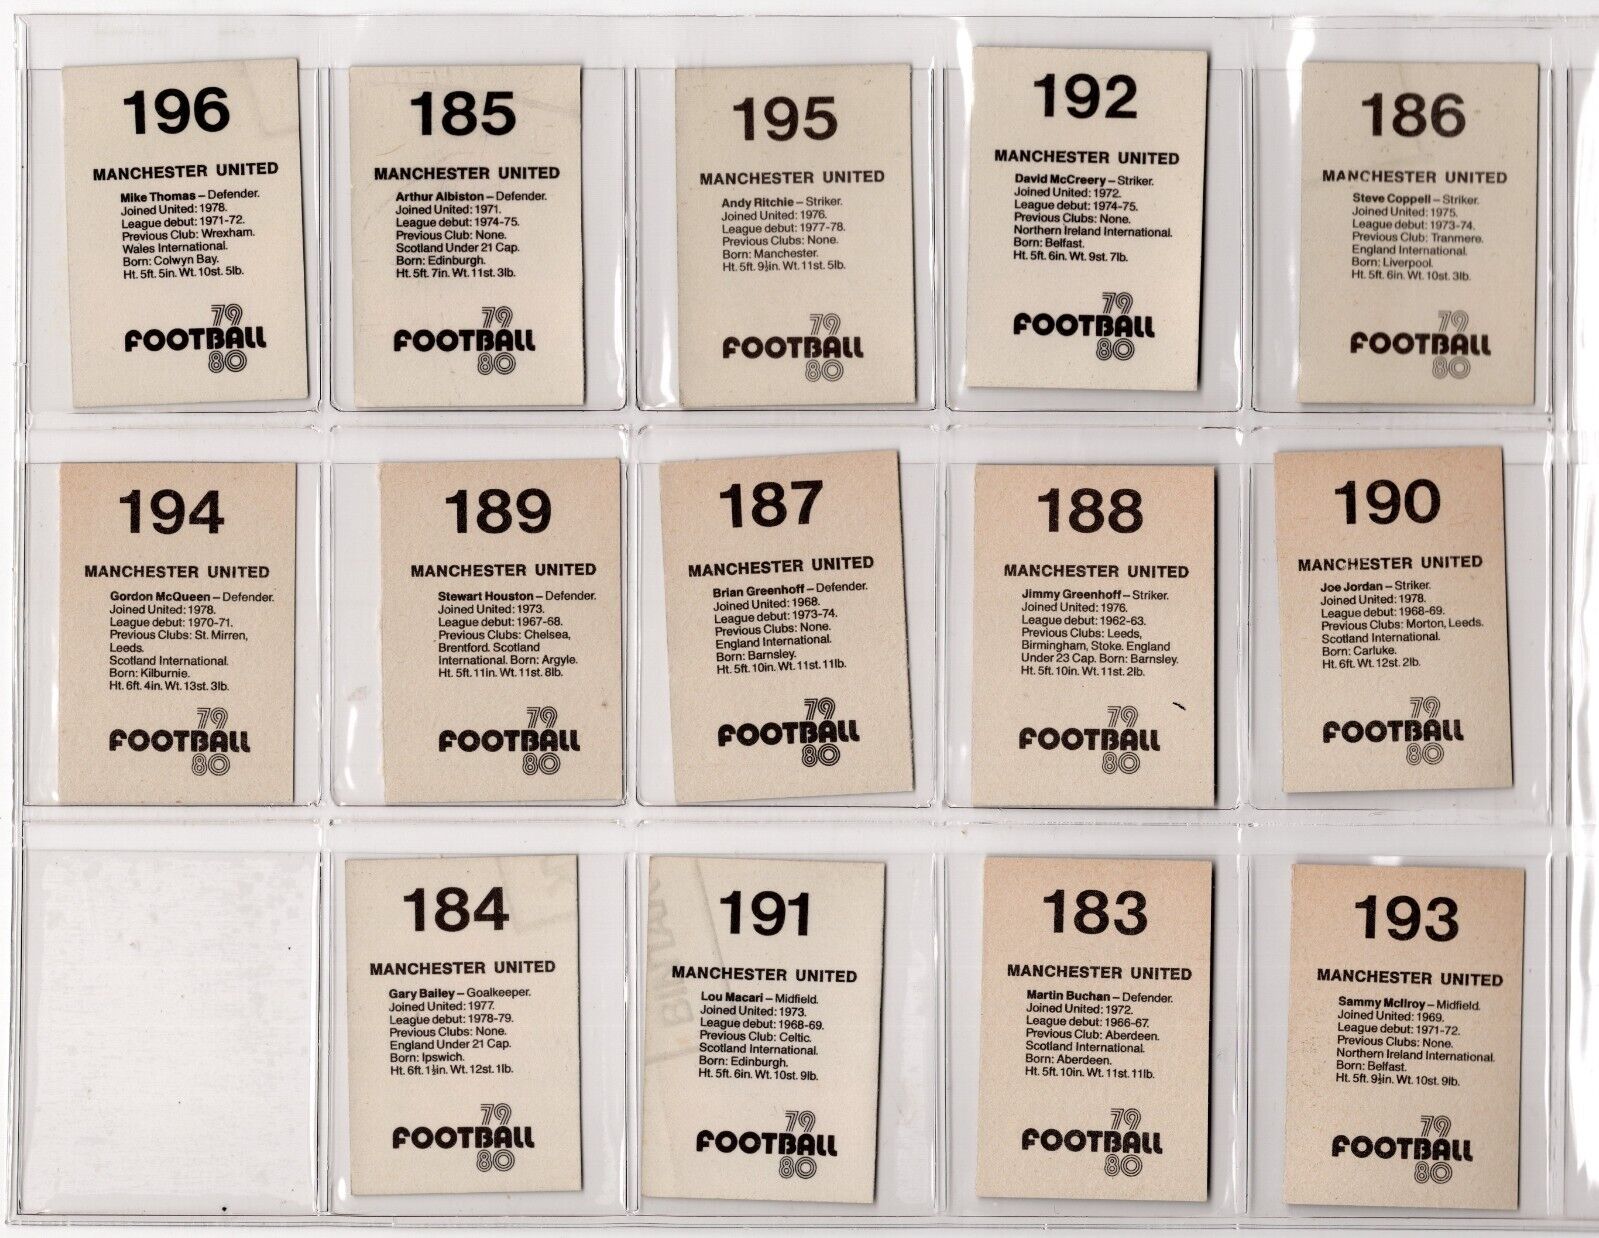 196
MANCHESTER UNITED
Mike Thomas – Defender.
Joined United: 1978.
League debut: 1971-72.
Previous Club: Wrexham.
Wales International.
Born: Colwyn Bay.
Ht. 5ft. 5in. Wt. 10st. 5lb.
79
FOOTBALL
80
185
MANCHESTER UNITED
Arthur Albiston – Defender.
Joined United: 1971.
League debut: 1974-75.
Previous Club: None.
Scotland Under 21 Cap.
Born: Edinburgh.
Ht. 5ft. 7in. Wt. 11st. 3lb.
79
FOOTBALL
80
195
MANCHESTER UNITED
Andy Ritchie – Striker.
Joined United: 1976.
League debut: 1977-78.
Previous Clubs: None.
Born: Manchester.
Ht. 5ft. 9½in. Wt. 11st. 5lb.
79
FOOTBALL
80
192
MANCHESTER UNITED
David McCreery – Striker.
Joined United: 1972.
League debut: 1974-75.
Previous Clubs: None.
Northern Ireland International.
Born: Belfast.
Ht. 5ft. 6in. Wt. 9st. 7lb.
79
FOOTBALL
80
186
MANCHESTER UNITED
Steve Coppell – Striker.
Joined United: 1975.
League debut: 1973-74.
Previous Club: Tranmere.
England International.
Born: Liverpool.
Ht. 5ft. 6in. Wt. 10st. 3lb.
79
FOOTBALL
80
194
MANCHESTER UNITED
Gordon McQueen – Defender.
Joined United: 1978.
League debut: 1970-71.
Previous Clubs: St. Mirren,
Leeds.
Scotland International.
Born: Kilburnie.
Ht. 6ft. 4in. Wt. 13st. 3lb.
79
FOOTBALL
80
189
MANCHESTER UNITED
Stewart Houston – Defender.
Joined United: 1973.
League debut: 1967-68.
Previous Clubs: Chelsea,
Brentford. Scotland
International. Born: Argyle.
Ht. 5ft. 11in. Wt. 11st. 8lb.
79
FOOTBALL
80
187
MANCHESTER UNITED
Brian Greenhoff – Defender.
Joined United: 1968.
League debut: 1973-74.
Previous Clubs: None.
England International.
Born: Barnsley.
Ht. 5ft. 10in. Wt. 11st. 11lb.
79
FOOTBALL
80
188
MANCHESTER UNITED
Jimmy Greenhoff – Striker.
Joined United: 1976.
League debut: 1962-63.
Previous Clubs: Leeds,
Birmingham, Stoke. England
Under 23 Cap. Born: Barnsley.
Ht. 5ft. 10in. Wt. 11st. 2lb.
79
FOOTBALL
80
190
MANCHESTER UNITED
Joe Jordan – Striker.
Joined United: 1978.
League debut: 1968-69.
Previous Clubs: Morton, Leeds.
Scotland International.
Born: Carluke.
Ht. 6ft. Wt. 12st. 2lb.
79
FOOTBALL
80
184
MANCHESTER UNITED
Gary Bailey – Goalkeeper.
Joined United: 1977.
League debut: 1978-79.
Previous Clubs: None.
England Under 21 Cap.
Born: Ipswich.
Ht. 6ft. 1½in. Wt. 12st. 1lb.
79
FOOTBALL
80
191
MANCHESTER UNITED
Lou Macari – Midfield.
Joined United: 1973.
League debut: 1968-69.
Previous Club: Celtic.
Scotland International.
Born: Edinburgh.
Ht. 5ft. 6in. Wt. 10st. 9lb.
79
FOOTBALL
80
183
MANCHESTER UNITED
Martin Buchan – Defender.
Joined United: 1972.
League debut: 1966-67.
Previous Club: Aberdeen.
Scotland International.
Born: Aberdeen.
Ht. 5ft. 10in. Wt. 11st. 11lb.
79
FOOTBALL
80
193
MANCHESTER UNITED
Sammy McIlroy – Midfield.
Joined United: 1969.
League debut: 1971-72.
Previous Clubs: None.
Northern Ireland International.
Born: Belfast.
Ht. 5ft. 9½in. Wt. 10st. 9lb.
79
FOOTBALL
80